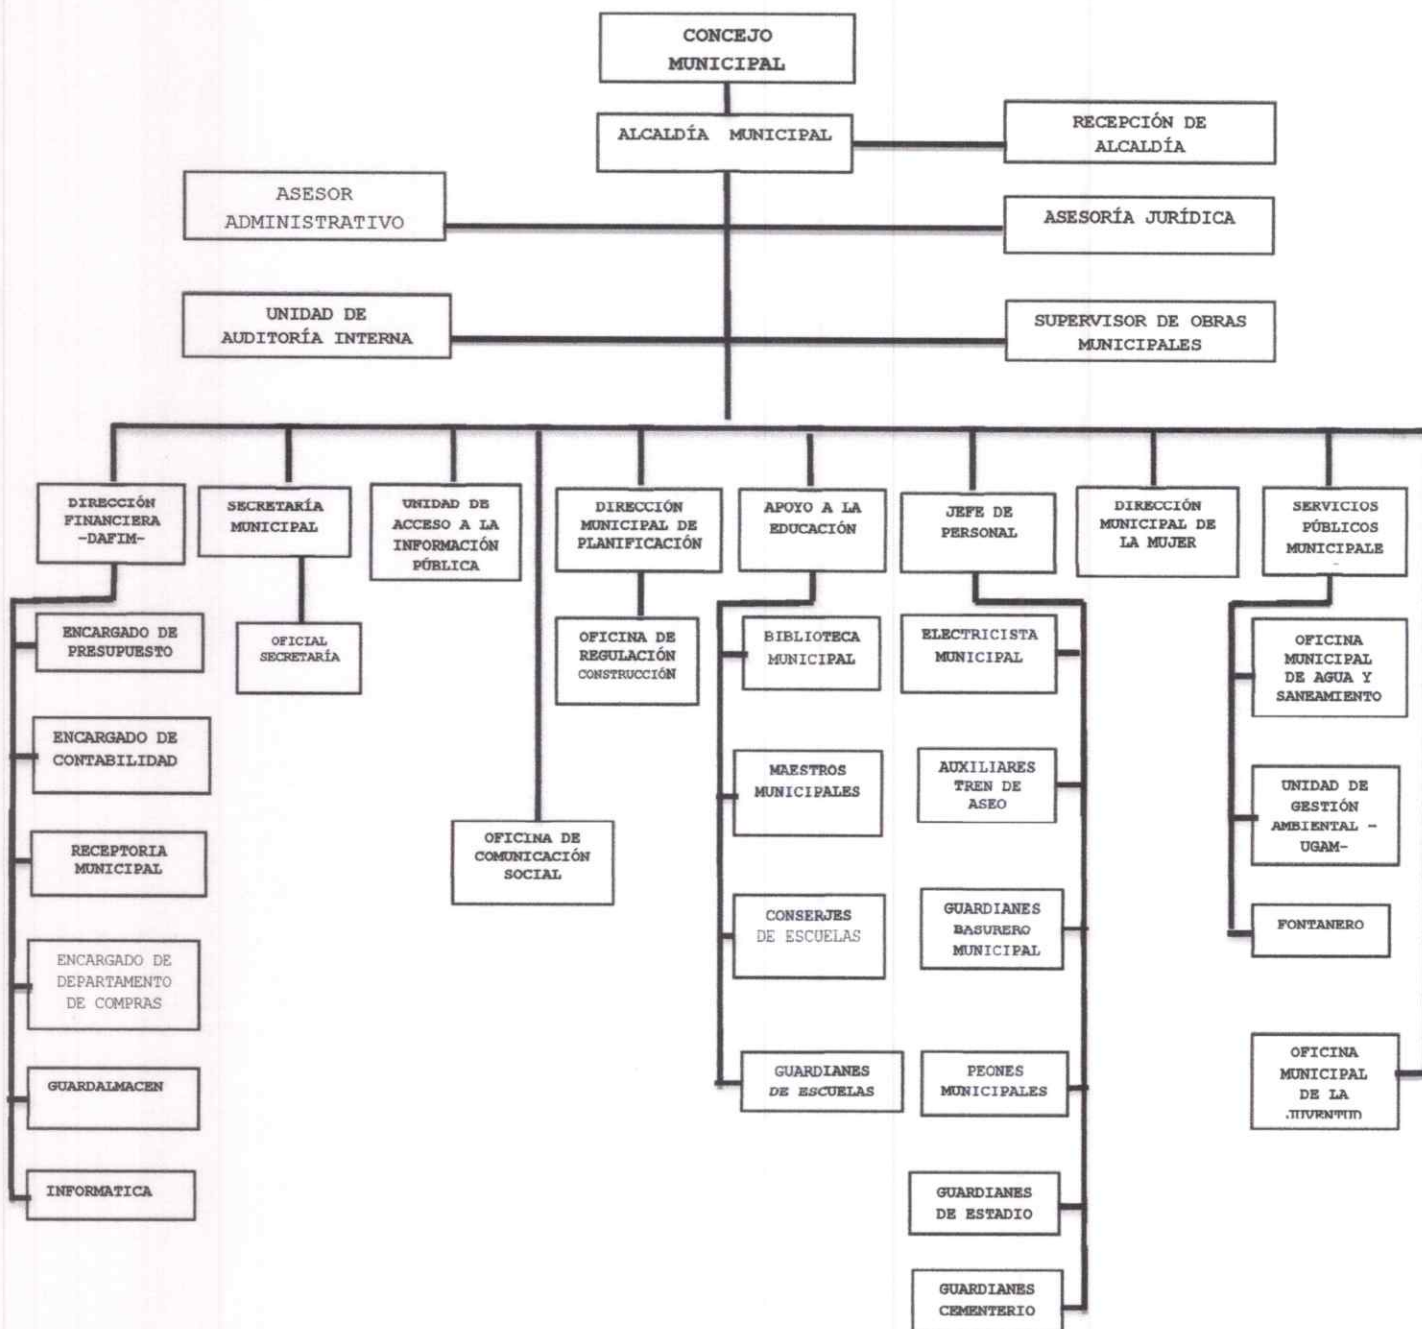 CONCEJO
MUNICIPAL
ALCALDÍA MUNICIPAL
RECEPCIÓN DE
ALCALDÍA
ASESOR
ADMINISTRATIVO
ASESORÍA JURÍDICA
UNIDAD DE
AUDITORÍA INTERNA
SUPERVISOR DE OBRAS
MUNICIPALES
DIRECCIÓN
FINANCIERA
-DAFIM-
SECRETARÍA
MUNICIPAL
UNIDAD DE
ACCESO A LA
INFORMACIÓN
PÚBLICA
DIRECCIÓN
MUNICIPAL DE
PLANIFICACIÓN
APOYO A LA
EDUCACIÓN
JEFE DE
PERSONAL
DIRECCIÓN
MUNICIPAL DE
LA MUJER
SERVICIOS
PÚBLICOS
MUNICIPALE
ENCARGADO DE
PRESUPUESTO
OFICIAL
SECRETARÍA
OFICINA DE
REGULACIÓN
CONSTRUCCIÓN
BIBLIOTECA
MUNICIPAL
ELECTRICISTA
MUNICIPAL
OFICINA
MUNICIPAL
DE AGUA Y
SANEAMIENTO
ENCARGADO DE
CONTABILIDAD
MAESTROS
MUNICIPALES
AUXILIARES
TREN DE
ASEO
UNIDAD DE
GESTIÓN
AMBIENTAL -
UGAM-
RECEPTORIA
MUNICIPAL
OFICINA DE
COMUNICACIÓN
SOCIAL
CONSERJES
DE ESCUELAS
GUARDIANES
BASURERO
MUNICIPAL
FONTANERO
ENCARGADO DE
DEPARTAMENTO
DE COMPRAS
GUARDALMACEN
GUARDIANES
DE ESCUELAS
PEONES
MUNICIPALES
OFICINA
MUNICIPAL
DE LA
JUVENTUD
INFORMATICA
GUARDIANES
DE ESTADIO
GUARDIANES
CEMENTERIO